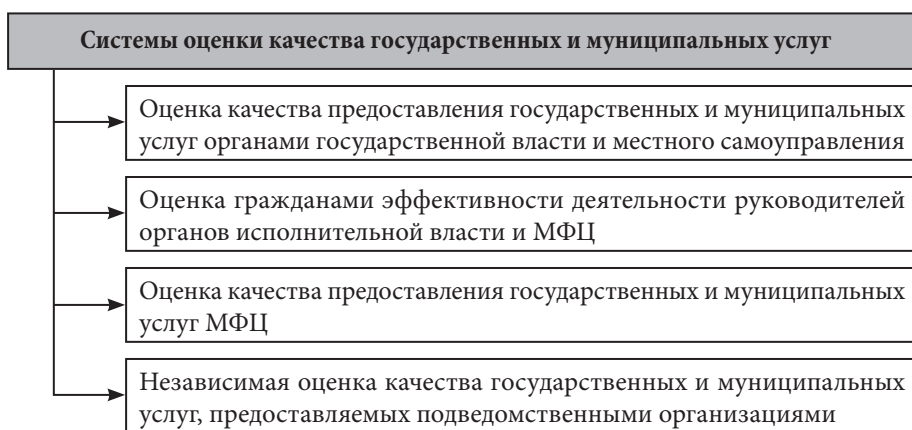 Системы оценки качества государственных и муниципальных услуг
Оценка качества предоставления государственных и муниципальных
услуг органами государственной власти и местного самоуправления
Оценка гражданами эффективности деятельности руководителей
органов исполнительной власти и МФЦ
Оценка качества предоставления государственных и муниципальных
услуг МФЦ
Независимая оценка качества государственных и муниципальных
услуг, предоставляемых подведомственными организациями